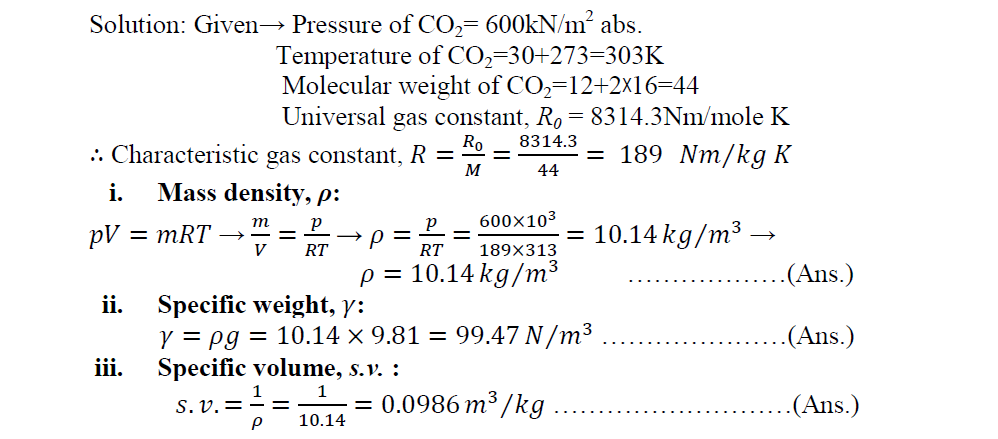 Solution: Given→ Pressure of CO₂= 600kN/m² abs.
Temperature of CO₂=30+273=303K
Molecular weight of CO₂=12+2×16=44
Universal gas constant, R₀ = 8314.3Nm/mole K
∴ Characteristic gas constant, R = R₀/M = 8314.3/44 = 189 Nm/kg K
i. Mass density, ρ:
pV = mRT → m/V = p/RT → ρ = p/RT = 600×10³/189×313 = 10.14 kg/m³ →
ρ = 10.14 kg/m³ ………………(Ans.)
ii. Specific weight, γ:
γ = ρg = 10.14 × 9.81 = 99.47 N/m³ …………………(Ans.)
iii. Specific volume, s.v. :
s.v.= 1/ρ = 1/10.14 = 0.0986 m³/kg ……………………(Ans.)